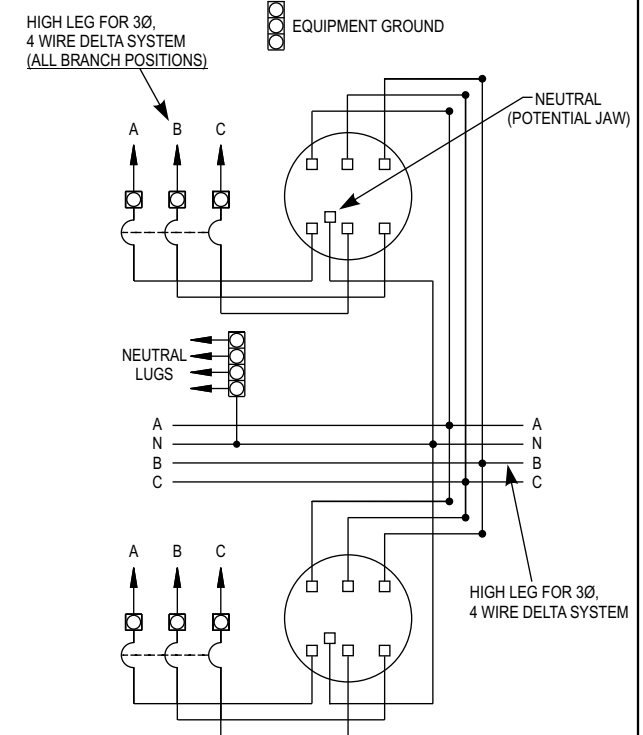 HIGH LEG FOR 3Ø,
4 WIRE DELTA SYSTEM
(ALL BRANCH POSITIONS)
EQUIPMENT GROUND
NEUTRAL
(POTENTIAL JAW)
A B C
NEUTRAL
LUGS
A A
N N
B B
C C
A B C
HIGH LEG FOR 3Ø,
4 WIRE DELTA SYSTEM